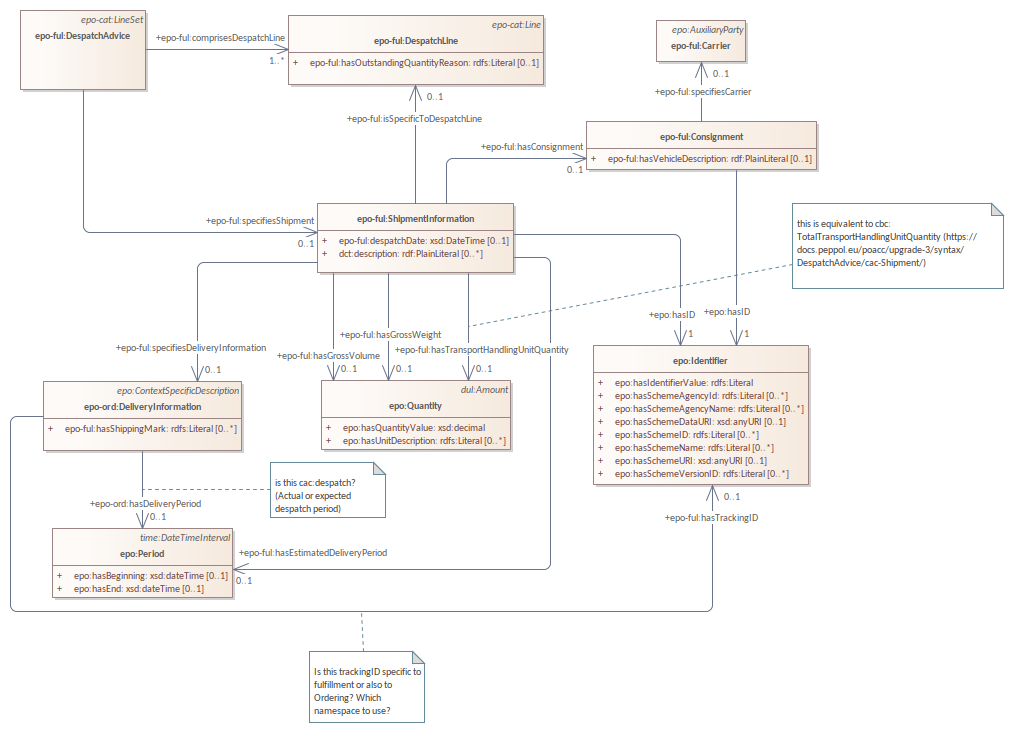 epo-cat:LineSet
epo-ful:DespatchAdvice
+epo-ful:comprisesDespatchLine
1..*
epo-cat:Line
epo-ful:DespatchLine
+ epo-ful:hasOutstandingQuantityReason: rdfs:Literal [0..1]
epo:AuxiliaryParty
epo-ful:Carrier
0..1
+epo-ful:specifiesCarrier
0..1
+epo-ful:isSpecificToDespatchLine
epo-ful:Consignment
+ epo-ful:hasVehicleDescription: rdf:PlainLiteral [0..1]
+epo-ful:hasConsignment
0..1
+epo-ful:specifiesShipment
0..1
epo-ful:ShipmentInformation
+ epo-ful:despatchDate: xsd:DateTime [0..1]
+ dct:description: rdf:PlainLiteral [0..*]
this is equivalent to cbc:
TotalTransportHandlingUnitQuantity (https://
docs.peppol.eu/poacc/upgrade-3/syntax/
DespatchAdvice/cac-Shipment/)
+epo:hasID
1
+epo:hasID
1
+epo-ful:specifiesDeliveryInformation
0..1
+epo-ful:hasGrossVolume
0..1
+epo-ful:hasGrossWeight
0..1
+epo-ful:hasTransportHandlingUnitQuantity
0..1
epo:ContextSpecificDescription
epo-ord:DeliveryInformation
+ epo-ful:hasShippingMark: rdfs:Literal [0..*]
dul:Amount
epo:Quantity
+ epo:hasQuantityValue: xsd:decimal
+ epo:hasUnitDescription: rdfs:Literal [0..*]
epo:Identifier
+ epo:hasIdentifierValue: rdfs:Literal
+ epo:hasSchemeAgencyId: rdfs:Literal [0..*]
+ epo:hasSchemeAgencyName: rdfs:Literal [0..*]
+ epo:hasSchemeDataURI: xsd:anyURI [0..1]
+ epo:hasSchemeID: rdfs:Literal [0..*]
+ epo:hasSchemeName: rdfs:Literal [0..*]
+ epo:hasSchemeURI: xsd:anyURI [0..1]
+ epo:hasSchemeVersionID: rdfs:Literal [0..*]
is this cac:despatch?
(Actual or expected
despatch period)
+epo-ord:hasDeliveryPeriod
0..1
0..1
+epo-ful:hasTrackingID
time:DateTimeInterval
epo:Period
+ epo:hasBeginning: xsd:dateTime [0..1]
+ epo:hasEnd: xsd:dateTime [0..1]
+epo-ful:hasEstimatedDeliveryPeriod
0..1
Is this trackingID specific to
fulfillment or also to
Ordering? Which
namespace to use?